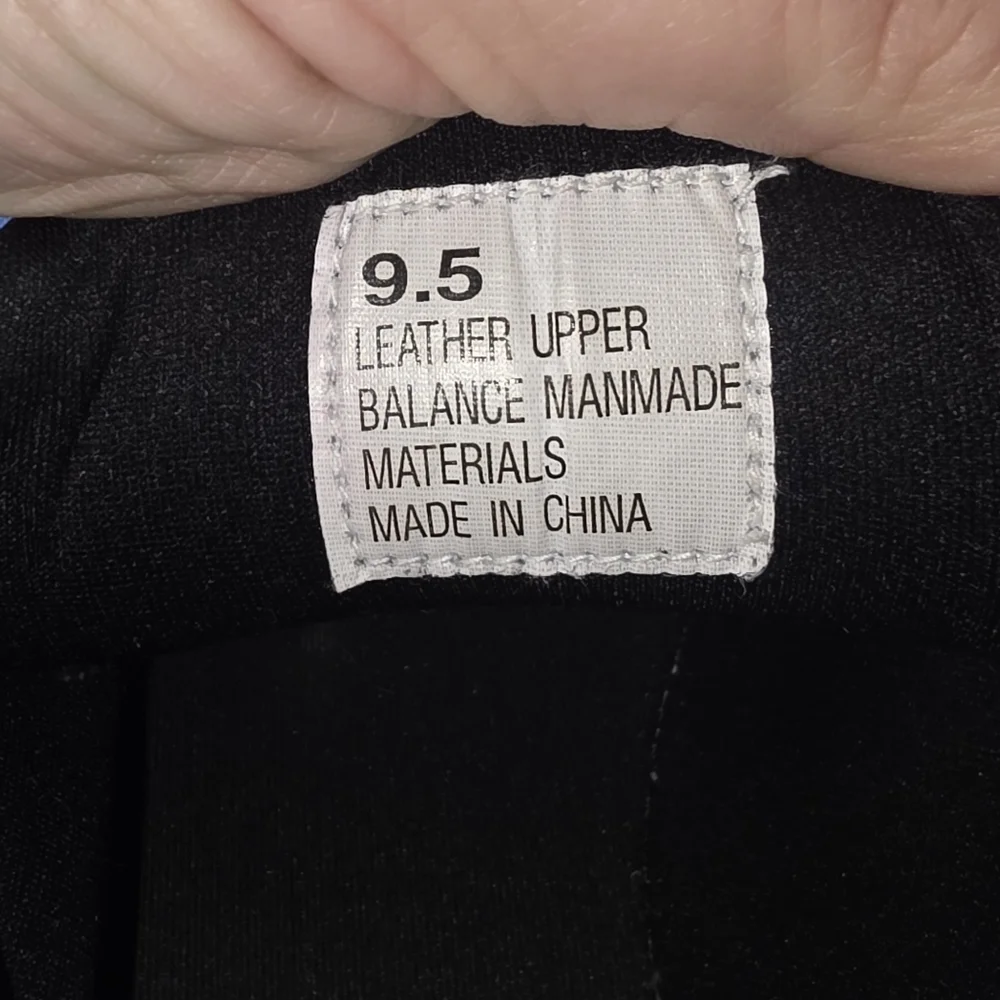 9.5
LEATHER UPPER
BALANCE MANMADE
MATERIALS
MADE IN CHINA